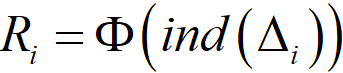 R_i = Φ(ind(Δ_i))